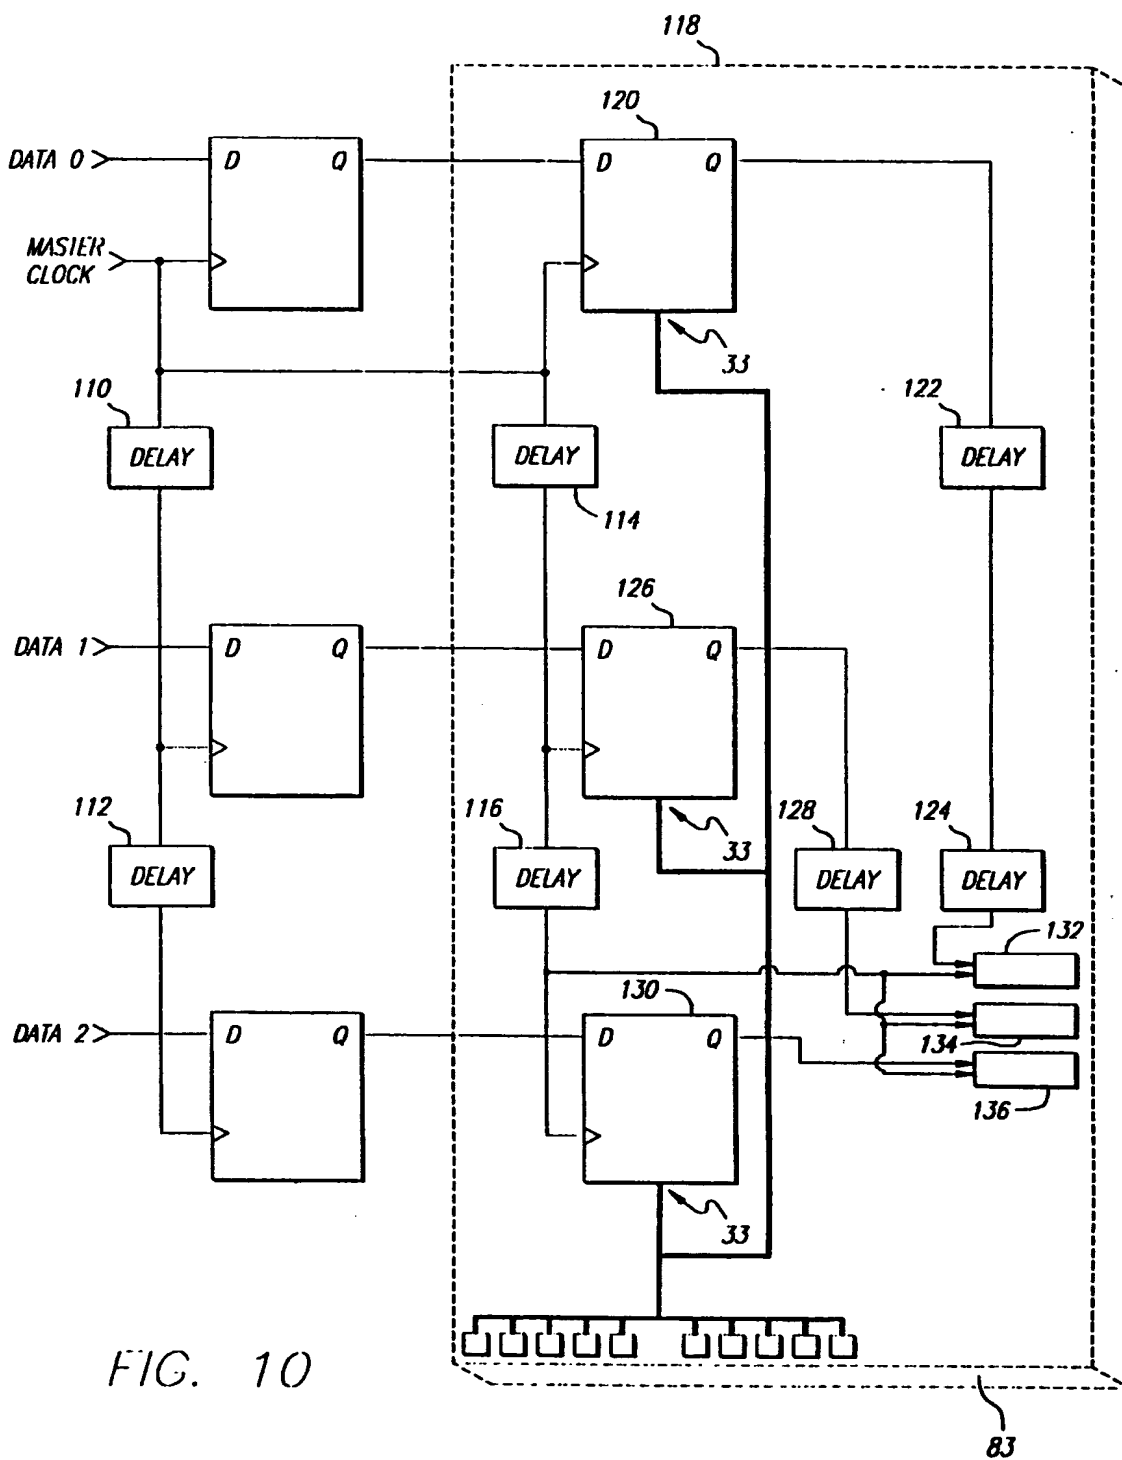 118
120
DATA 0
D Q
D Q
MASTER
CLOCK
33
110
122
DELAY
DELAY
DELAY
114
126
DATA 1
D Q
D Q
112
116
33
128
124
DELAY
DELAY
DELAY
DELAY
132
130
DATA 2
D Q
D Q
134
136
33
FIG. 10
83